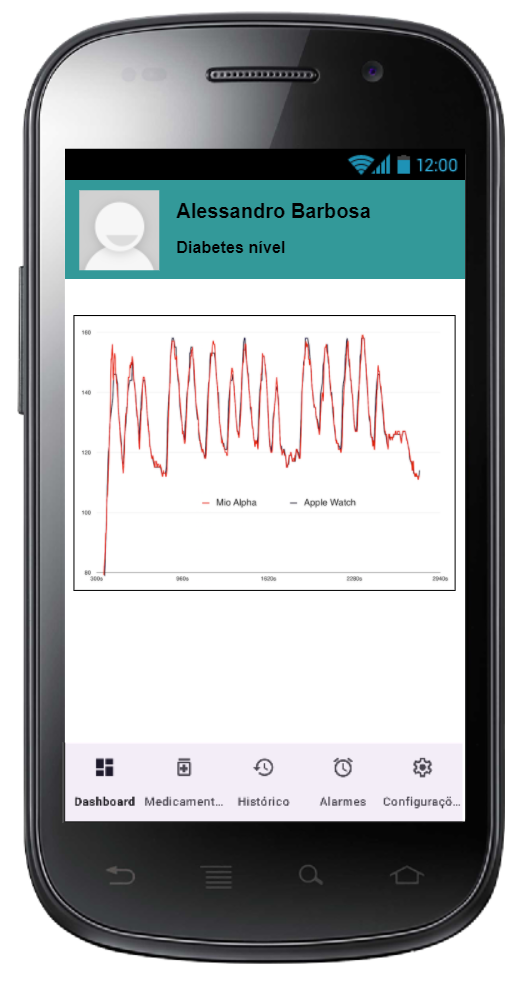 12:00
Alessandro Barbosa
Diabetes nível
160
140
120
100
80
Mio Alpha
Apple Watch
300s 960s 1620s 2280s 2940s
Dashboard Medicament... Histórico Alarmes Configuraçõ...